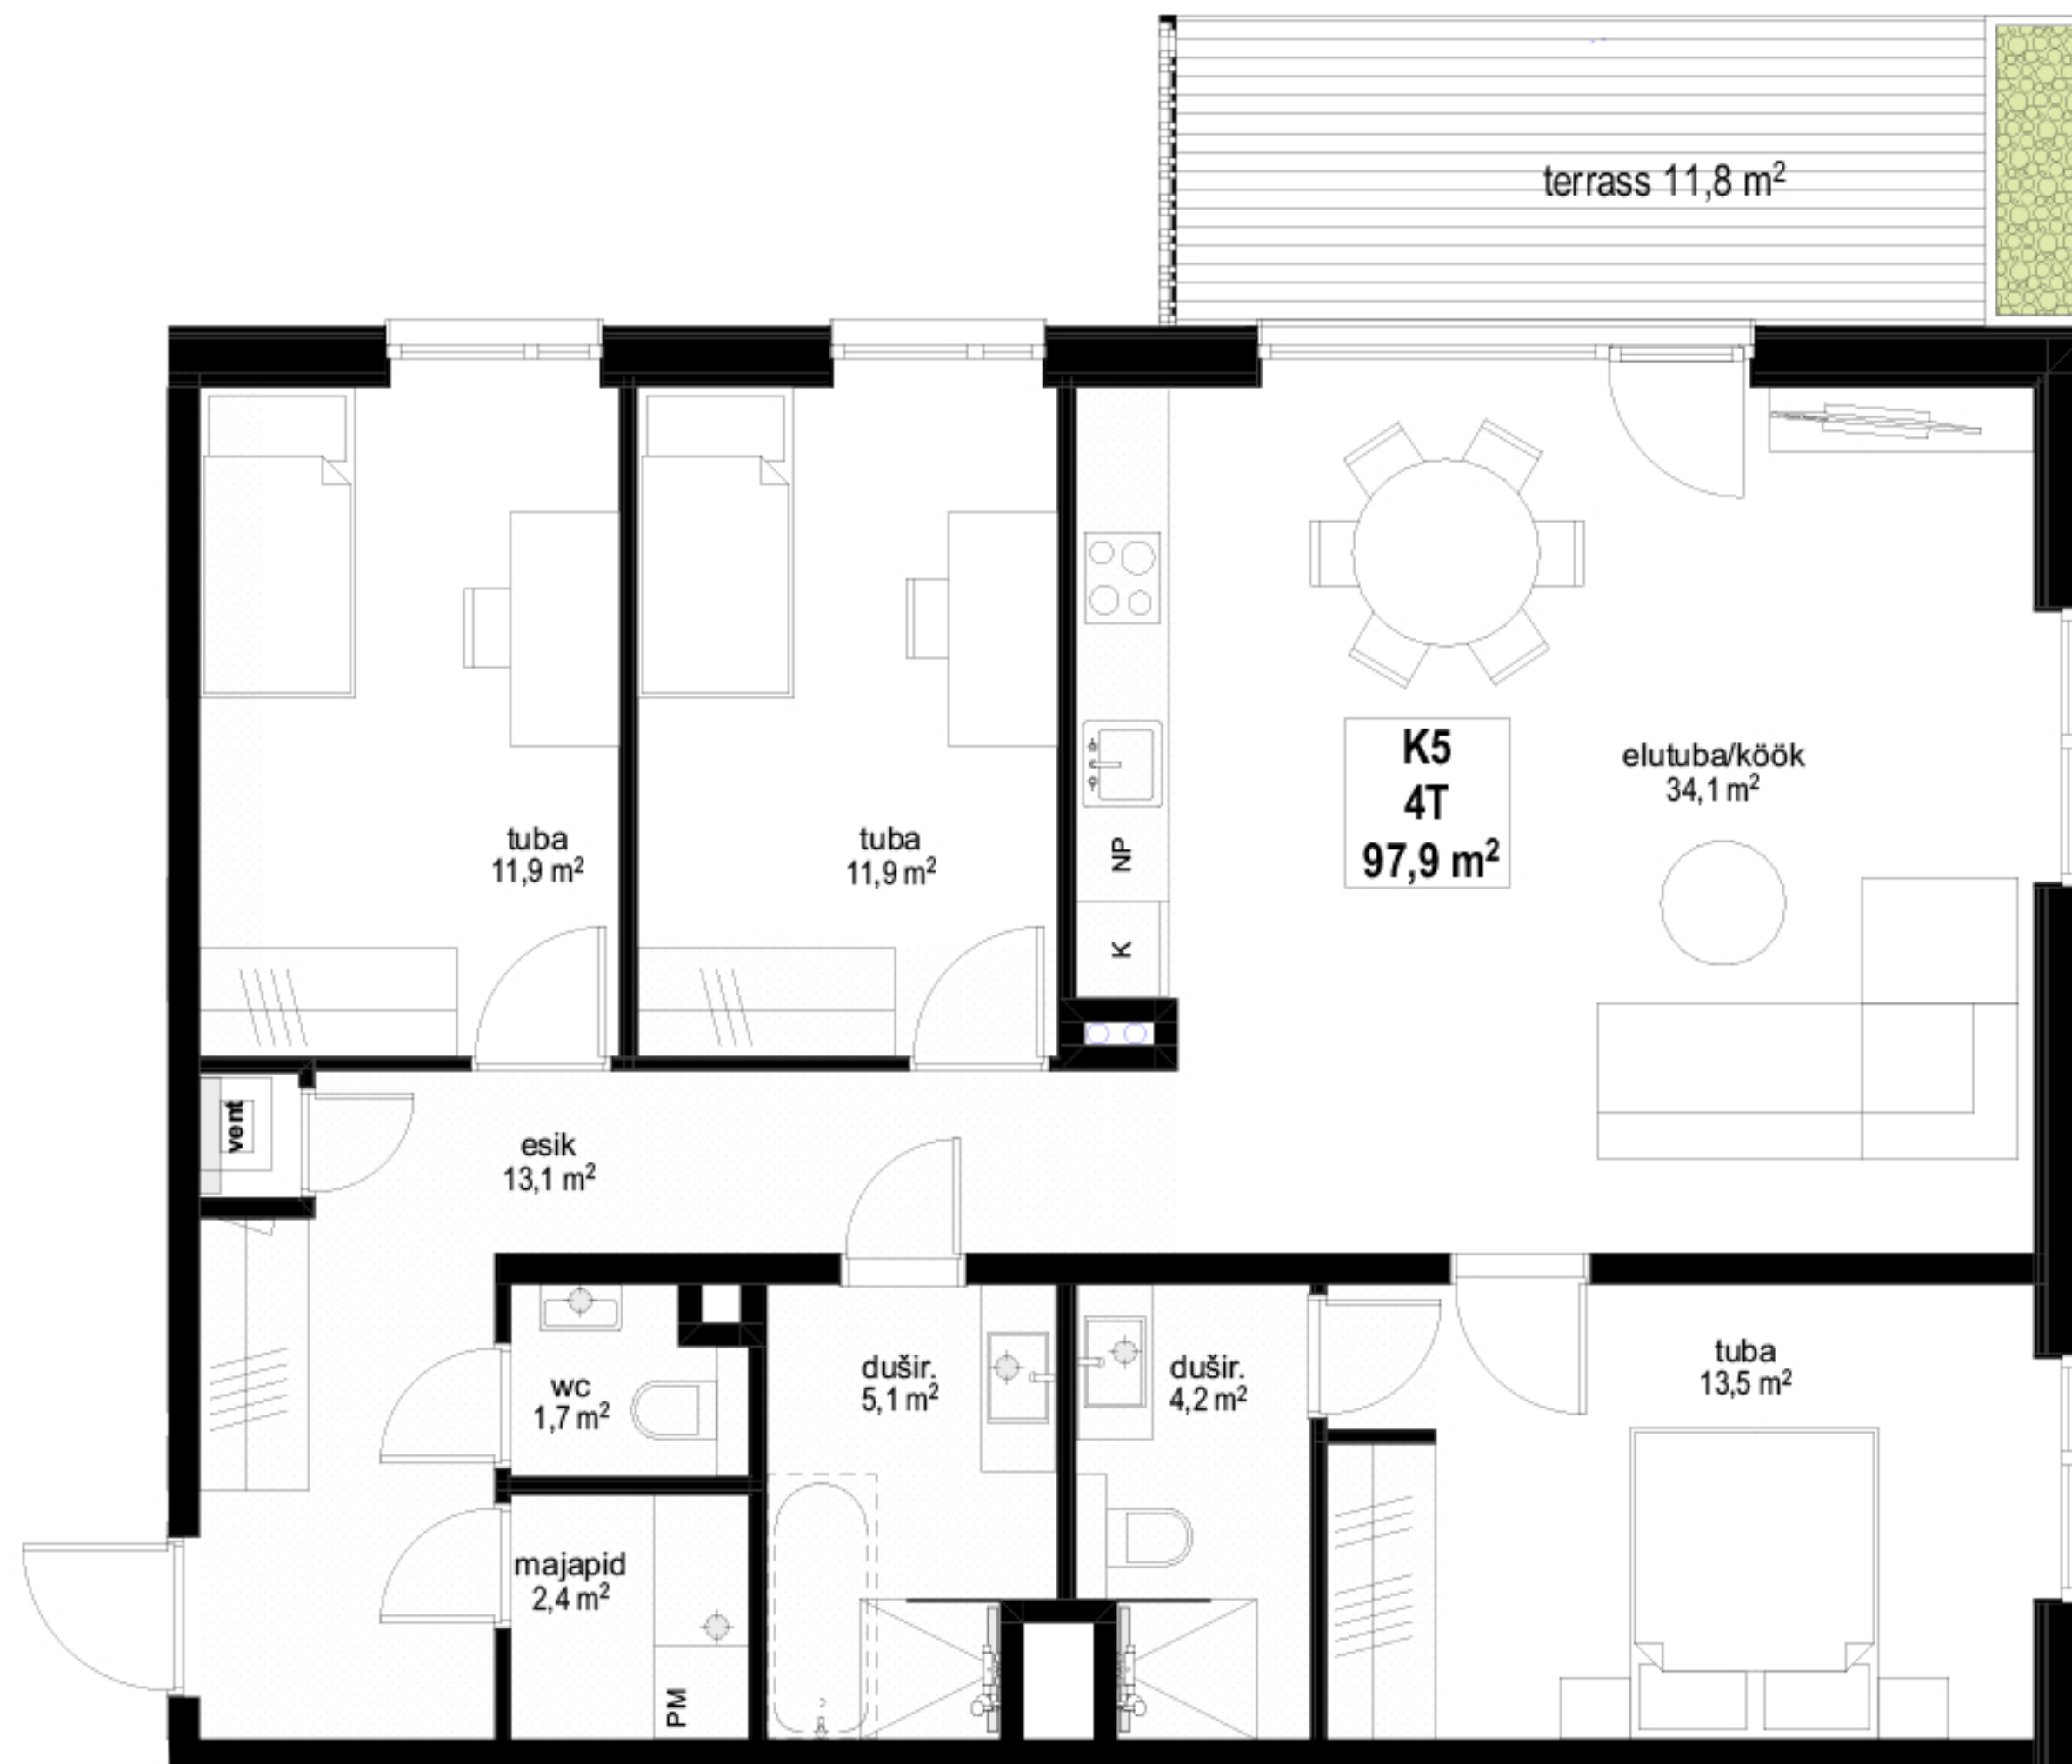 terrass 11,8 m²
K5
4T
97,9 m²
elutuba/köök
34,1 m²
tuba
11,9 m²
tuba
11,9 m²
NP
K
vent
esik
13,1 m²
wc
1,7 m²
dušir.
5,1 m²
dušir.
4,2 m²
tuba
13,5 m²
majapid
2,4 m²
PM